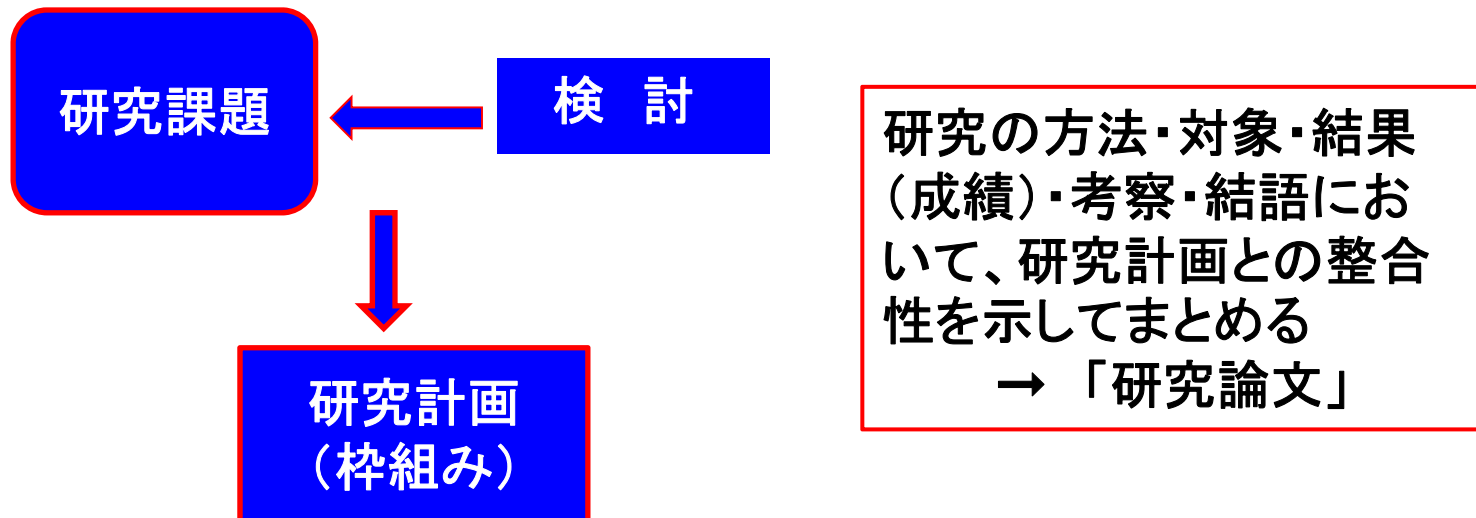 研究課題
検　討
研究計画
（枠組み）
研究の方法・対象・結果
（成績）・考察・結語にお
いて、研究計画との整合
性を示してまとめる
→ 「研究論文」